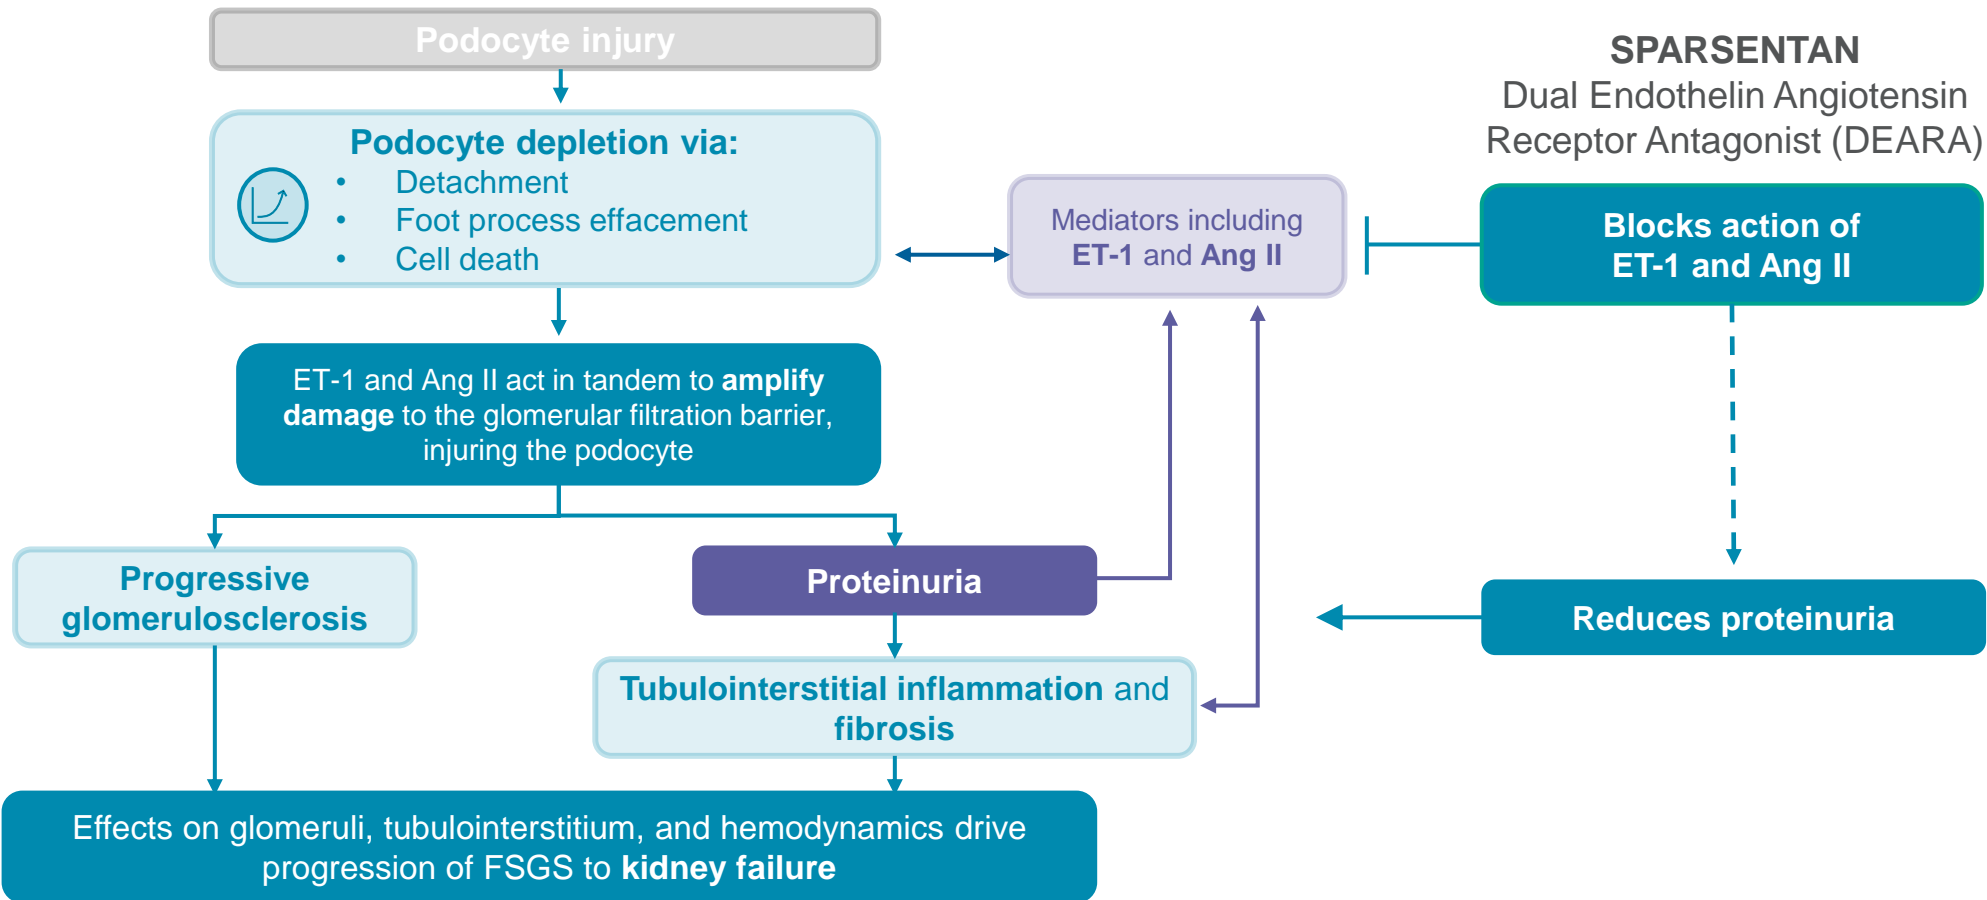 Podocyte injury
Podocyte depletion via:
• Detachment
• Foot process effacement
• Cell death
Mediators including
ET-1 and Ang II
SPARSENTAN
Dual Endothelin Angiotensin
Receptor Antagonist (DEARA)
Blocks action of
ET-1 and Ang II
ET-1 and Ang II act in tandem to amplify
damage to the glomerular filtration barrier,
injuring the podocyte
Progressive
glomerulosclerosis
Proteinuria
Reduces proteinuria
Tubulointerstitial inflammation and
fibrosis
Effects on glomeruli, tubulointerstitium, and hemodynamics drive
progression of FSGS to kidney failure